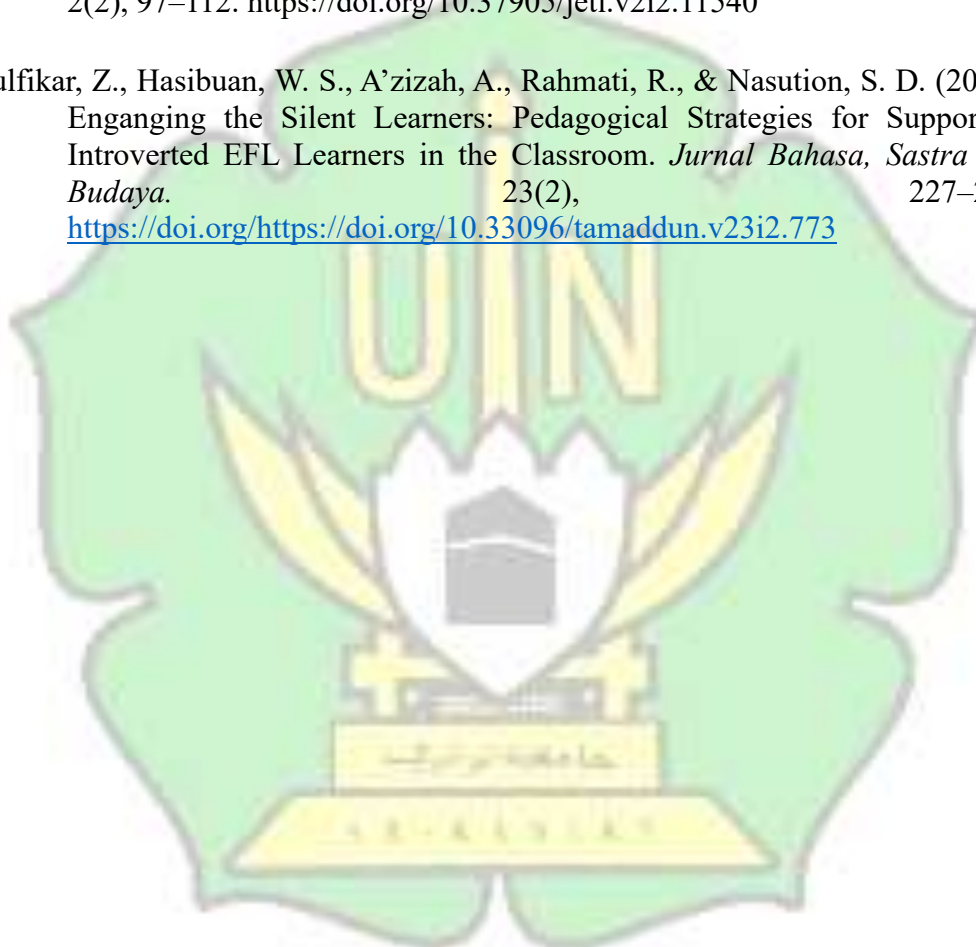 2(2), 97–112. https://doi.org/10.37905/jetl.v2i2.11540
ulfikar, Z., Hasibuan, W. S., A’zizah, A., Rahmati, R., & Nasution, S. D. (20
Enganging the Silent Learners: Pedagogical Strategies for Suppor
Introverted EFL Learners in the Classroom. Jurnal Bahasa, Sastra
Budaya. 23(2), 227–
https://doi.org/https://doi.org/10.33096/tamaddun.v23i2.773
UIN